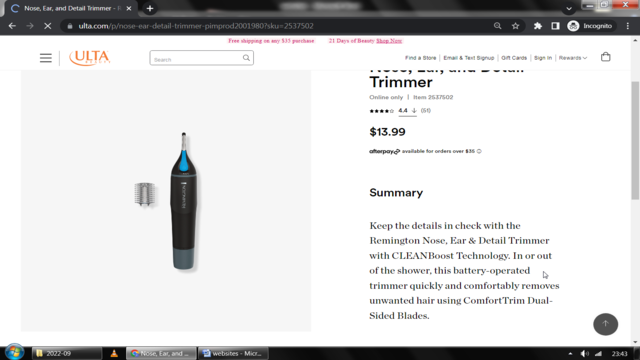 Nose, Ear, and Detail Trimmer - R
ulta.com/p/nose-ear-detail-trimmer-pimprod2001980?sku=2537502
Incognito
Free shipping on any $35 purchase 21 Days of Beauty Shop Now!
ULTA
BEAUTY
Search
Find a Store | Email & Text Signup | Gift Cards | Sign In | Rewards
Nose, Ear, and Detail
Trimmer
Online only | Item 2537502
4.4 (51)
$13.99
afterpay available for orders over $35
Summary
Keep the details in check with the
Remington Nose, Ear & Detail Trimmer
with CLEANBoost Technology. In or out
of the shower, this battery-operated
trimmer quickly and comfortably removes
unwanted hair using ComfortTrim Dual-
Sided Blades.
2022-09
Nose, Ear, and ...
websites - Micr...
23:43